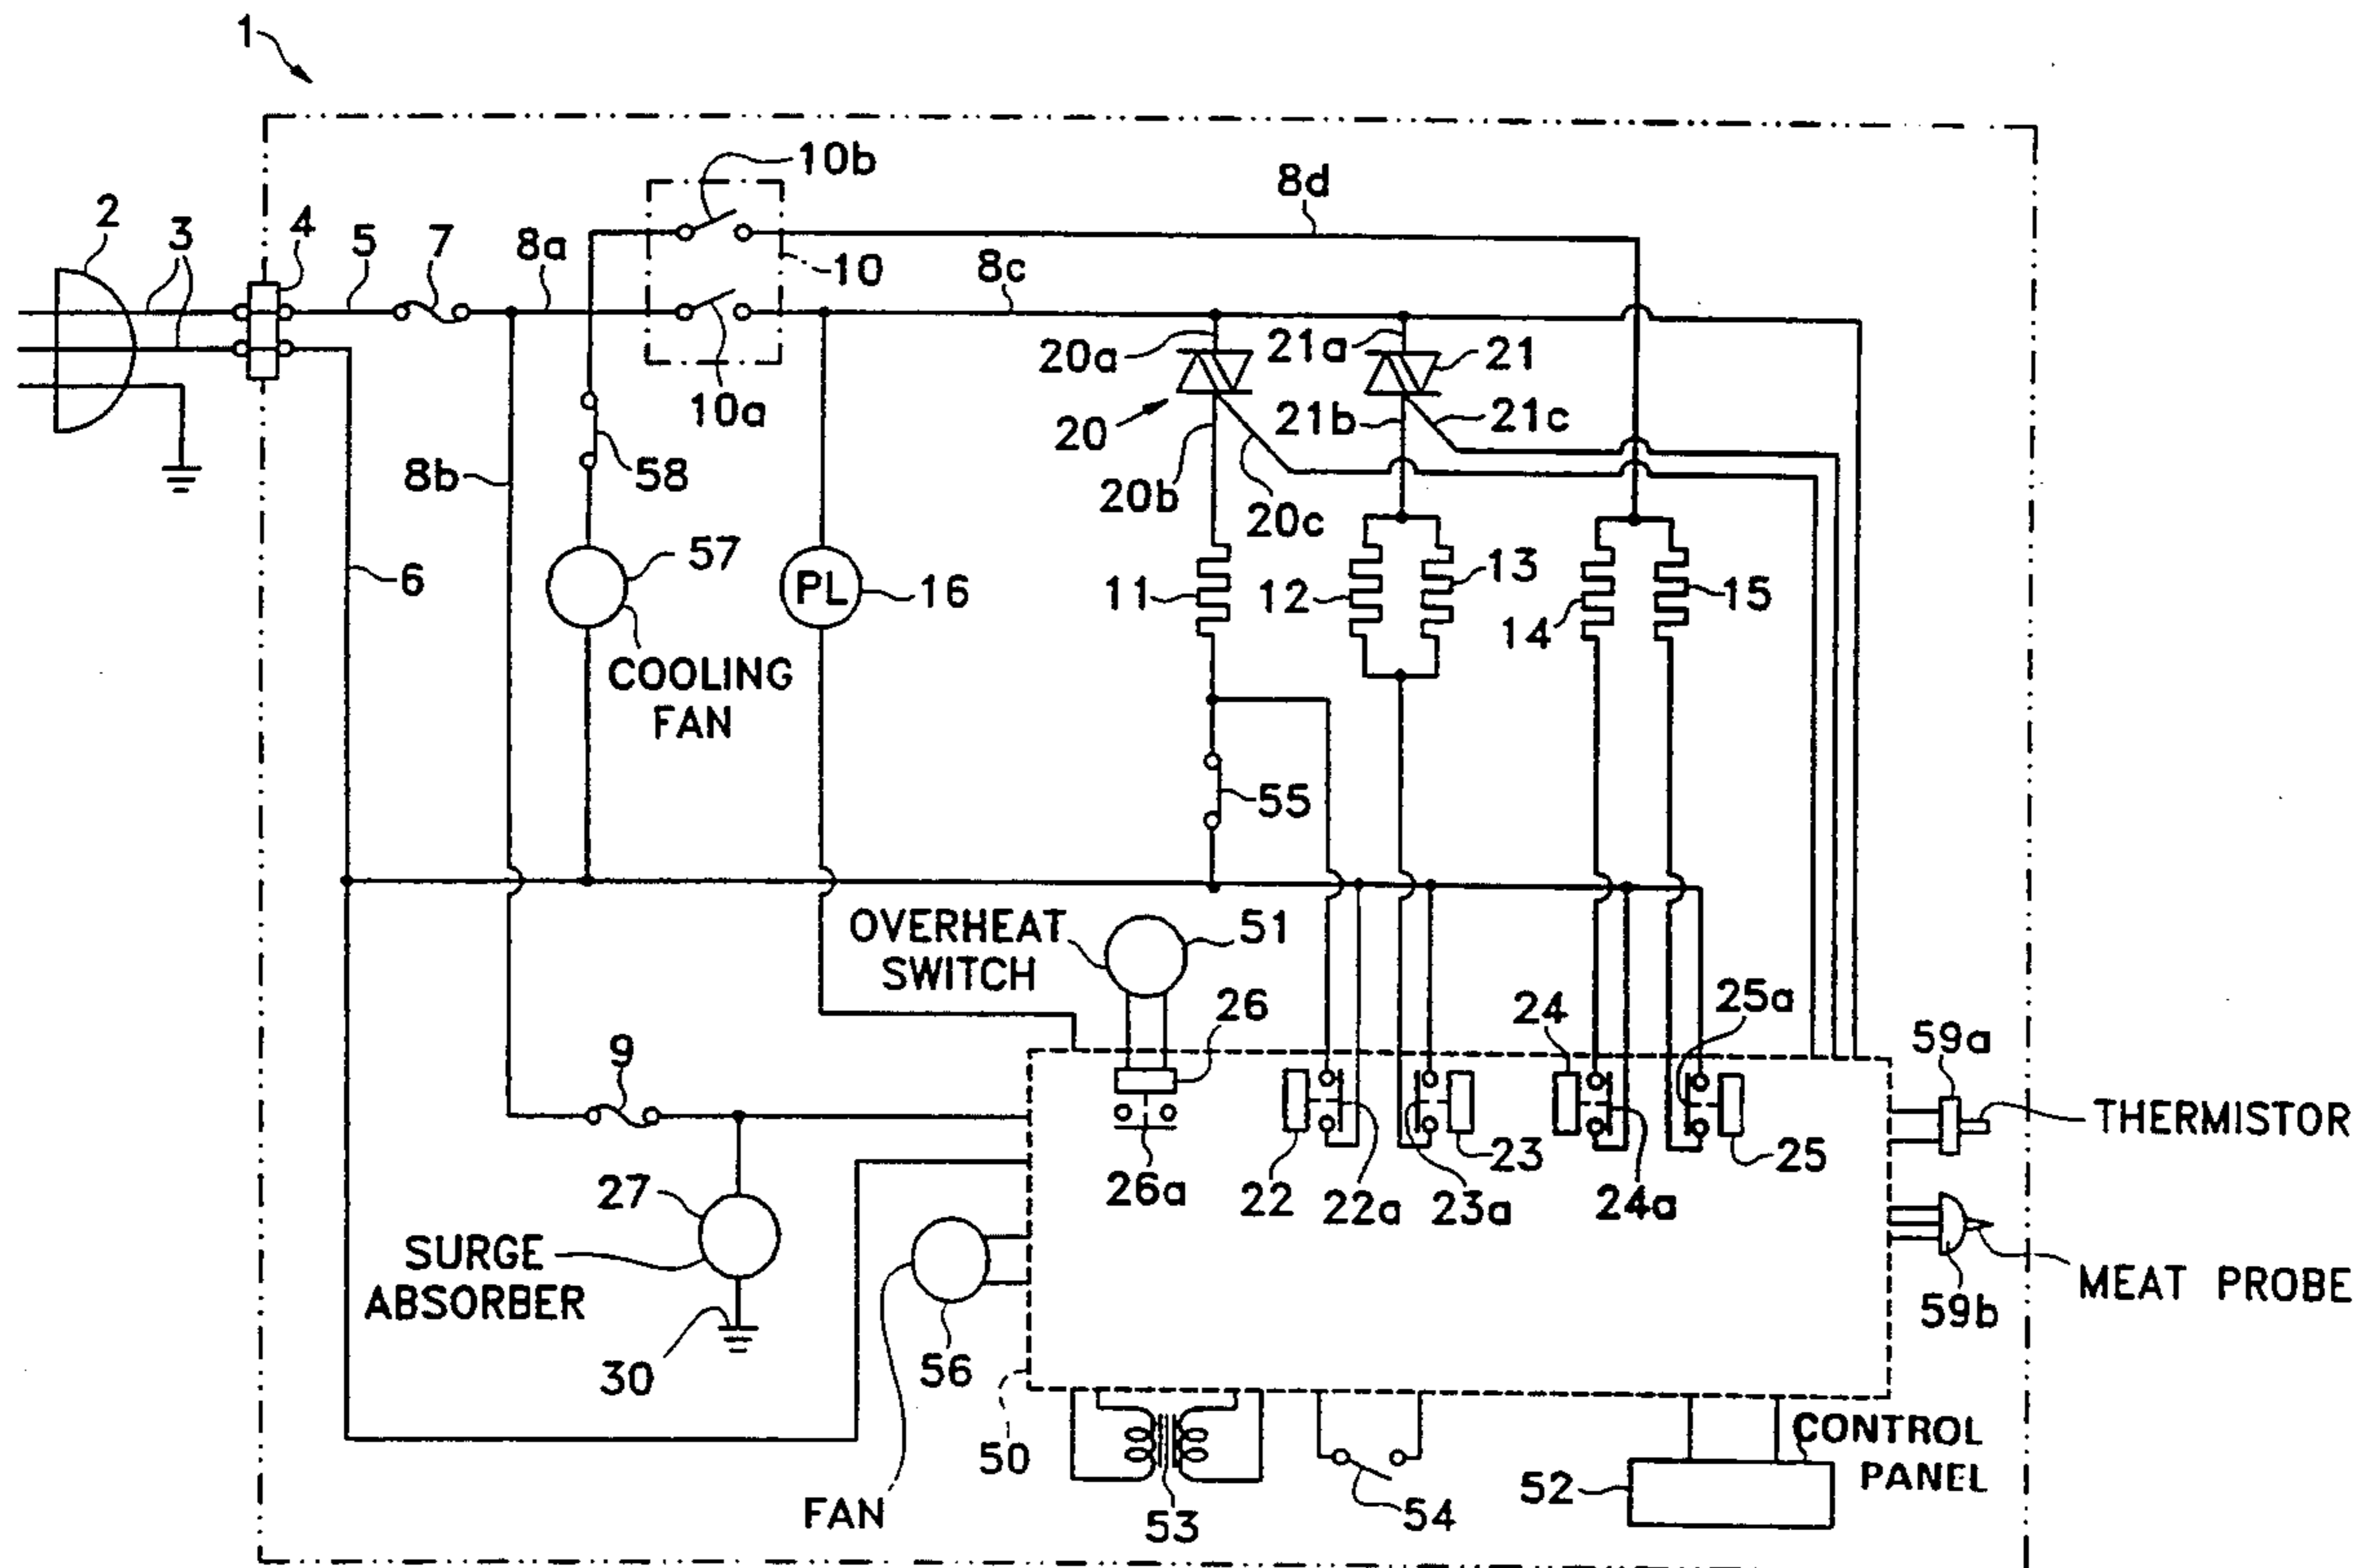 1
10b
8d
2
3
4
5
7
8a
10
8c
20a
21a
21
10a
20
21b
21c
8b
58
20b
20c
57
6
PL
16
11
12
13
14
15
COOLING
FAN
55
OVERHEAT
SWITCH
51
26
24
25a
59a
9
THERMISTOR
27
26a
22
22a
23a
23
24a
25
SURGE
ABSORBER
MEAT PROBE
59b
30
56
50
CONTROL
PANEL
52
FAN
53
54